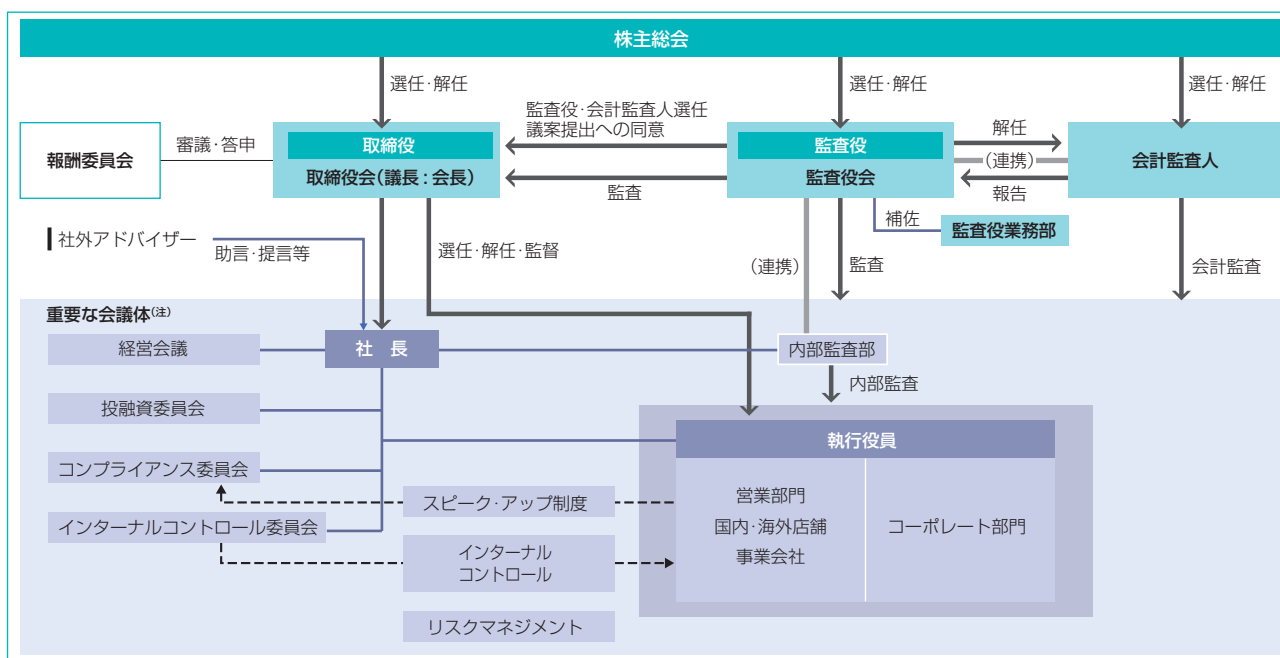 株主総会
選任・解任
選任・解任
選任・解任
監査役・会計監査人選任
議案提出への同意
解任
報酬委員会
審議・答申
取締役
取締役会(議長:会長)
監査
監査役
監査役会
(連携)
報告
会計監査人
補佐
監査役業務部
社外アドバイザー
助言・提言等
選任・解任・監督
(連携)
監査
会計監査
重要な会議体(注)
経営会議
社 長
内部監査部
内部監査
投融資委員会
コンプライアンス委員会
インターナルコントロール委員会
スピーク・アップ制度
インターナル
コントロール
リスクマネジメント
執行役員
営業部門
国内・海外店舗
事業会社
コーポレート部門